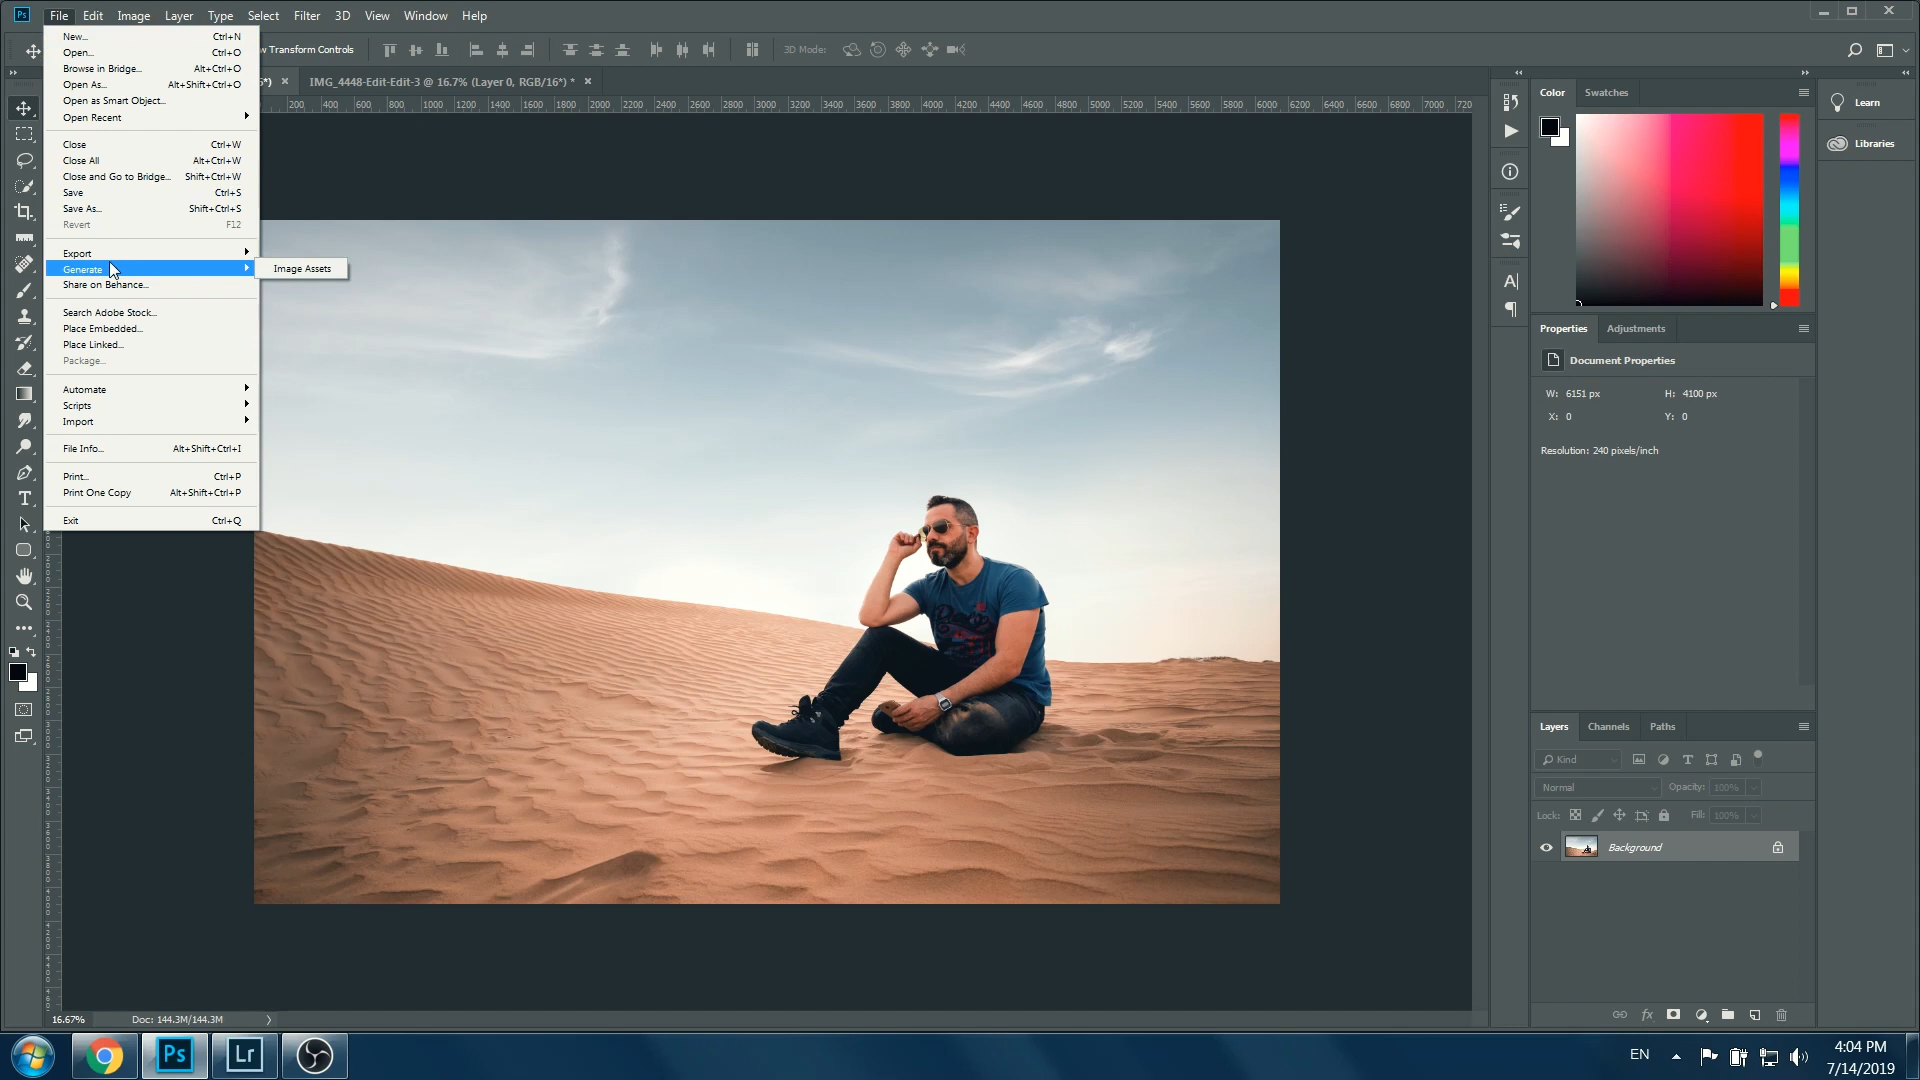 Ps File Edit Image Layer Type Select Filter 3D View Window Help
w Transform Controls 3D Mode:
6*) × IMG_4448-Edit-Edit-3 @ 16.7% (Layer 0, RGB/16*) * ×
200 400 600 800 1000 1200 1400 1600 1800 2000 2200 2400 2600 2800 3000 3200 3400 3600 3800 4000 4200 4400 4600 4800 5000 5200 5400 5600 5800 6000 6200 6400 6600 6800 7000 720
New... Ctrl+N
Open... Ctrl+O
Browse in Bridge... Alt+Ctrl+O
Open As... Alt+Shift+Ctrl+O
Open as Smart Object...
Open Recent
Close Ctrl+W
Close All Alt+Ctrl+W
Close and Go to Bridge... Shift+Ctrl+W
Save Ctrl+S
Save As... Shift+Ctrl+S
Revert F12
Export
Generate
Image Assets
Share on Behance...
Search Adobe Stock...
Place Embedded...
Place Linked...
Package...
Automate
Scripts
Import
File Info... Alt+Shift+Ctrl+I
Print... Ctrl+P
Print One Copy Alt+Shift+Ctrl+P
Exit Ctrl+Q
Color Swatches
Learn
Libraries
Properties Adjustments
Document Properties
W: 6151 px H: 4100 px
X: 0 Y: 0
Resolution: 240 pixels/inch
Layers Channels Paths
Kind
Normal Opacity: 100%
Lock: Fill: 100%
Background
fx
16.67% Doc: 144.3M/144.3M
Ps Lr
EN
4:04 PM
7/14/2019